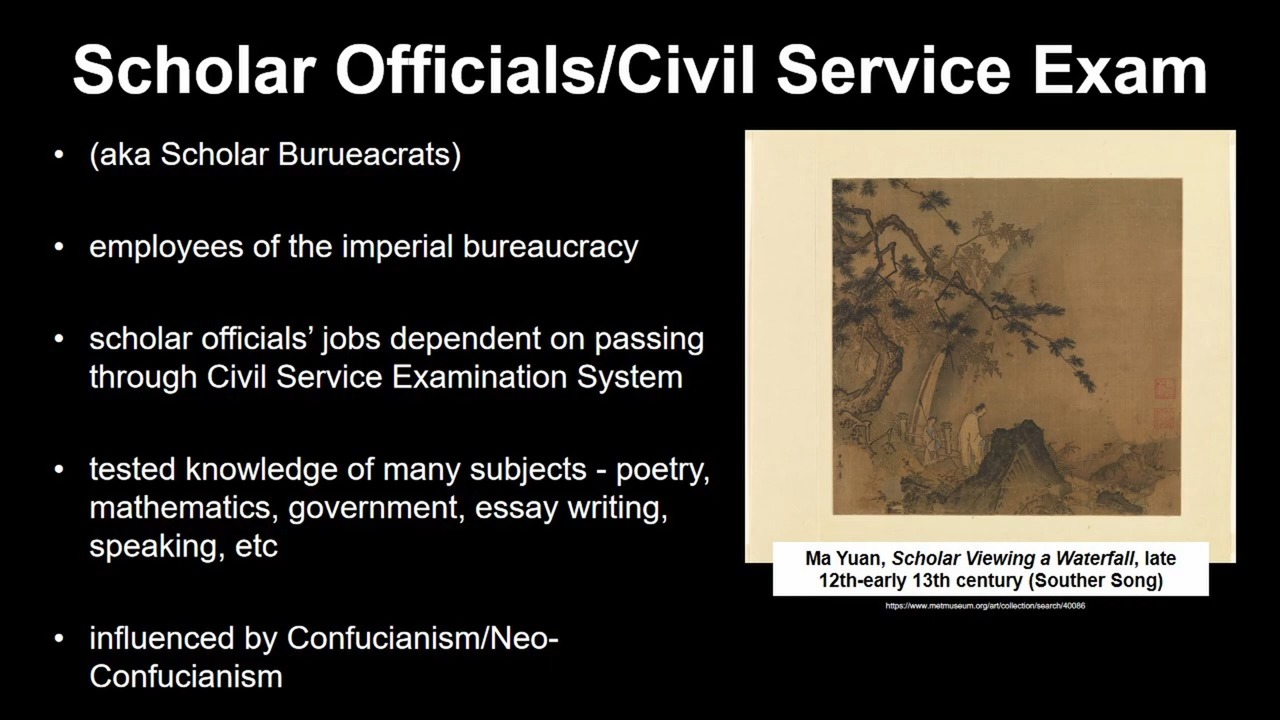 Scholar Officials/Civil Service Exam
• (aka Scholar Burueacrats)
• employees of the imperial bureaucracy
• scholar officials’ jobs dependent on passing
through Civil Service Examination System
• tested knowledge of many subjects - poetry,
mathematics, government, essay writing,
speaking, etc
• influenced by Confucianism/Neo-
Confucianism
Ma Yuan, Scholar Viewing a Waterfall, late
12th-early 13th century (Souther Song)
https://www.metmuseum.org/art/collection/search/40086